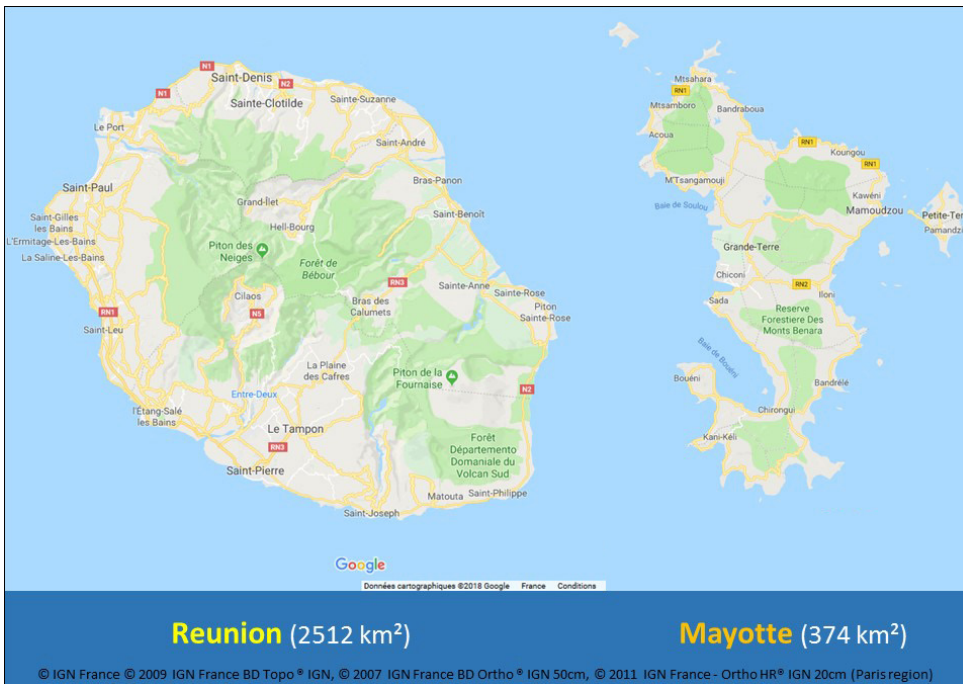 N1
Saint-Denis
N2
Sainte-Clotilde
Sainte-Suzanne
N1
Le Port
Saint-André
Bras-Panon
Saint-Paul
Grand-Îlet
Saint-Gilles
les Bains
Hell-Bourg
Saint-Benoît
L'Ermitage-Les-Bains
La Saline-Les-Bains
Piton des
Neiges
Forêt de
Bébour
RN3
Sainte-Anne
Sainte-Rose
Cilaos
Bras des
Calumets
Piton
Sainte-Rose
RN1
N5
Saint-Leu
La Plaine
des Cafres
Piton de la
Fournaise
N2
Entre-Deux
l'Étang-Salé
les Bains
Le Tampon
RN3
Forêt
Départemento
Domaniale du
Volcan Sud
Saint-Pierre
Matouta
Saint-Philippe
Saint-Joseph
Mtsahara
RN1
Mtsamboro
Bandraboua
Acoua
RN1
Koungou
RN1
M'Tsangamouji
Kawéni
Baie de Soulou
Mamoudzou
Petite-Ter
Pamandzi
Grande-Terre
Chiconi
RN2
Iloni
Sada
Reserve
Forestiere Des
Monts Benara
Baie de Bouéni
Bouéni
Bandrélé
Chirongui
Kani-Kéli
Google
Données cartographiques ©2018 Google France Conditions
Reunion (2512 km²)
Mayotte (374 km²)
© IGN France © 2009 IGN France BD Topo ® IGN, © 2007 IGN France BD Ortho ® IGN 50cm, © 2011 IGN France - Ortho HR® IGN 20cm (Paris region)